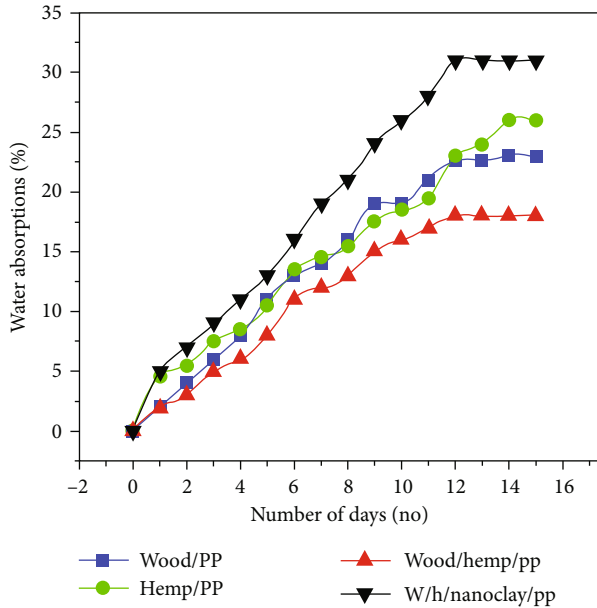 35
30
25
20
15
10
5
0
Water absorptions (%)
−2 0 2 4 6 8 10 12 14 16
Number of days (no)
Wood/PP Wood/hemp/pp
Hemp/PP W/h/nanoclay/pp